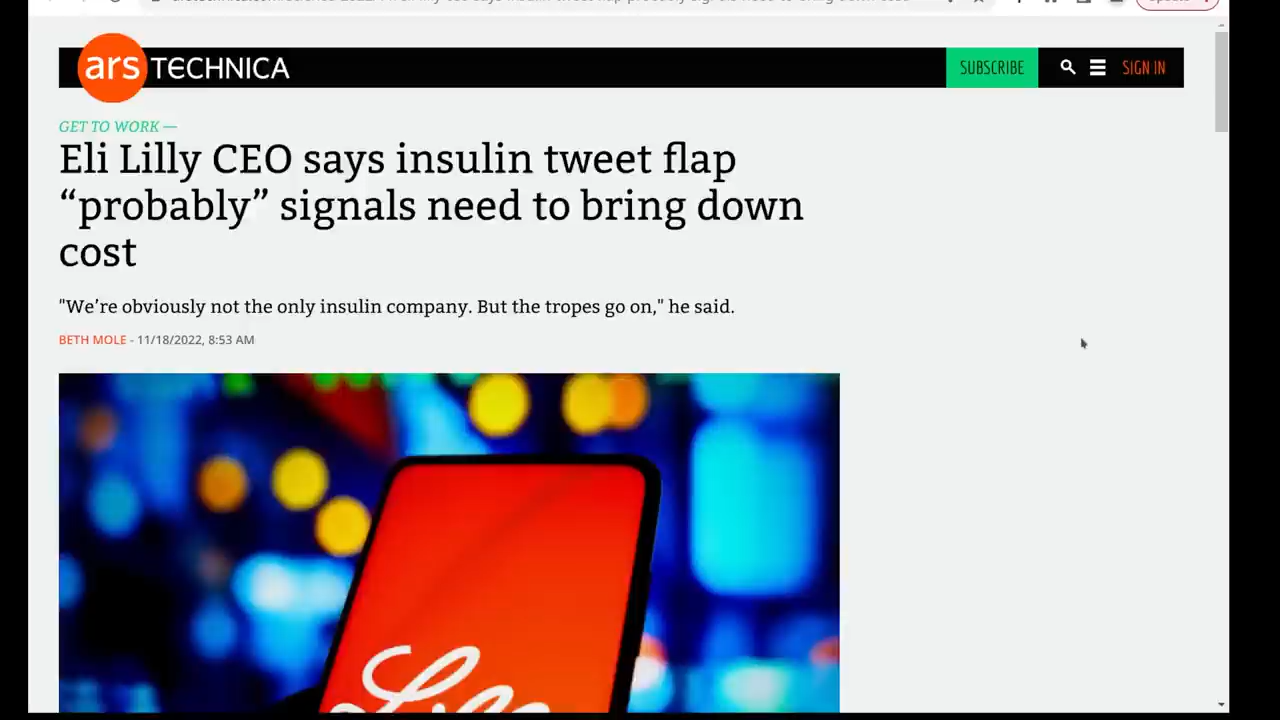 ars TECHNICA
SUBSCRIBE
SIGN IN
GET TO WORK —
Eli Lilly CEO says insulin tweet flap
“probably” signals need to bring down
cost
"We’re obviously not the only insulin company. But the tropes go on," he said.
BETH MOLE - 11/18/2022, 8:53 AM
Lilly